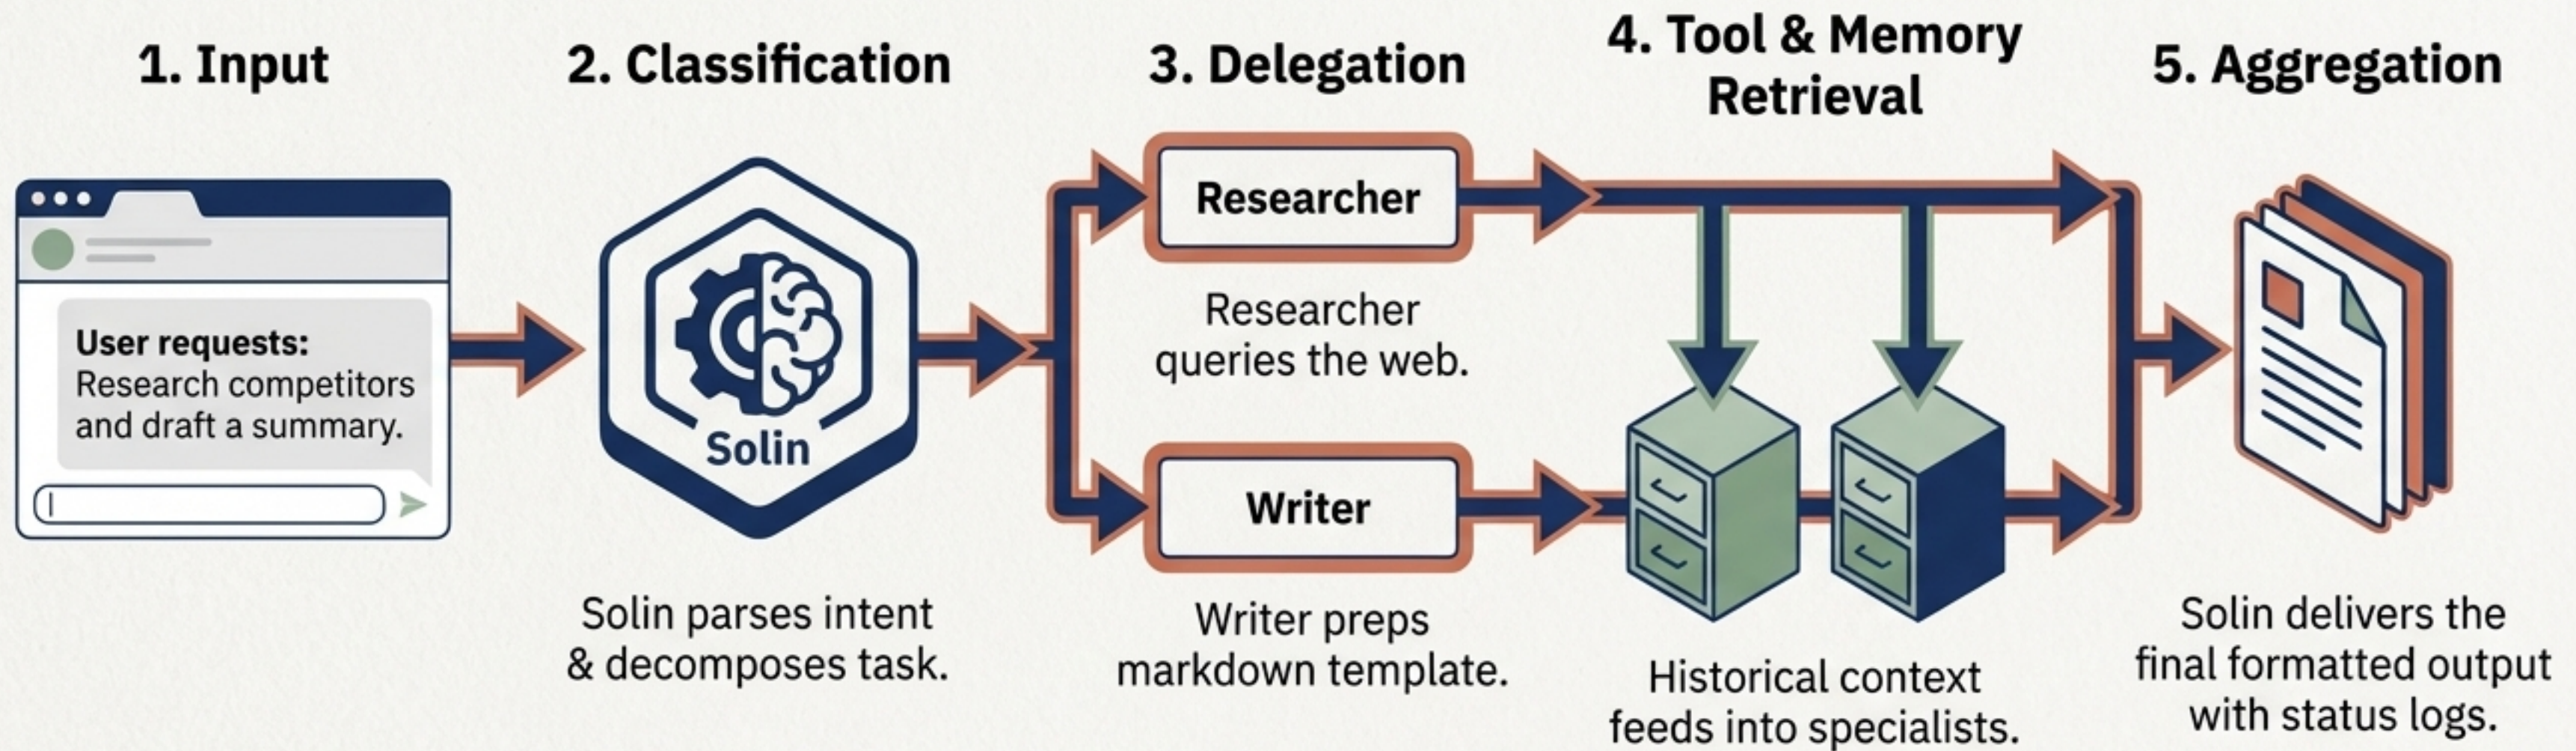 1. Input
2. Classification
3. Delegation
4. Tool & Memory
Retrieval
5. Aggregation
User requests:
Research competitors
and draft a summary.
Solin
Solin parses intent
& decomposes task.
Researcher
Researcher
queries the web.
Writer
Writer preps
markdown template.
Historical context
feeds into specialists.
Solin delivers the
final formatted output
with status logs.